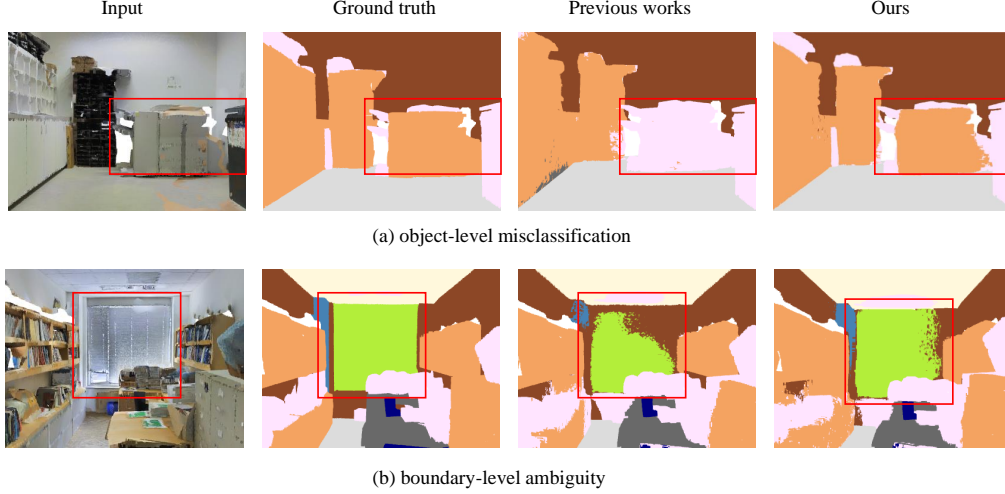 Input Ground truth Previous works Ours
(a) object-level misclassification
(b) boundary-level ambiguity